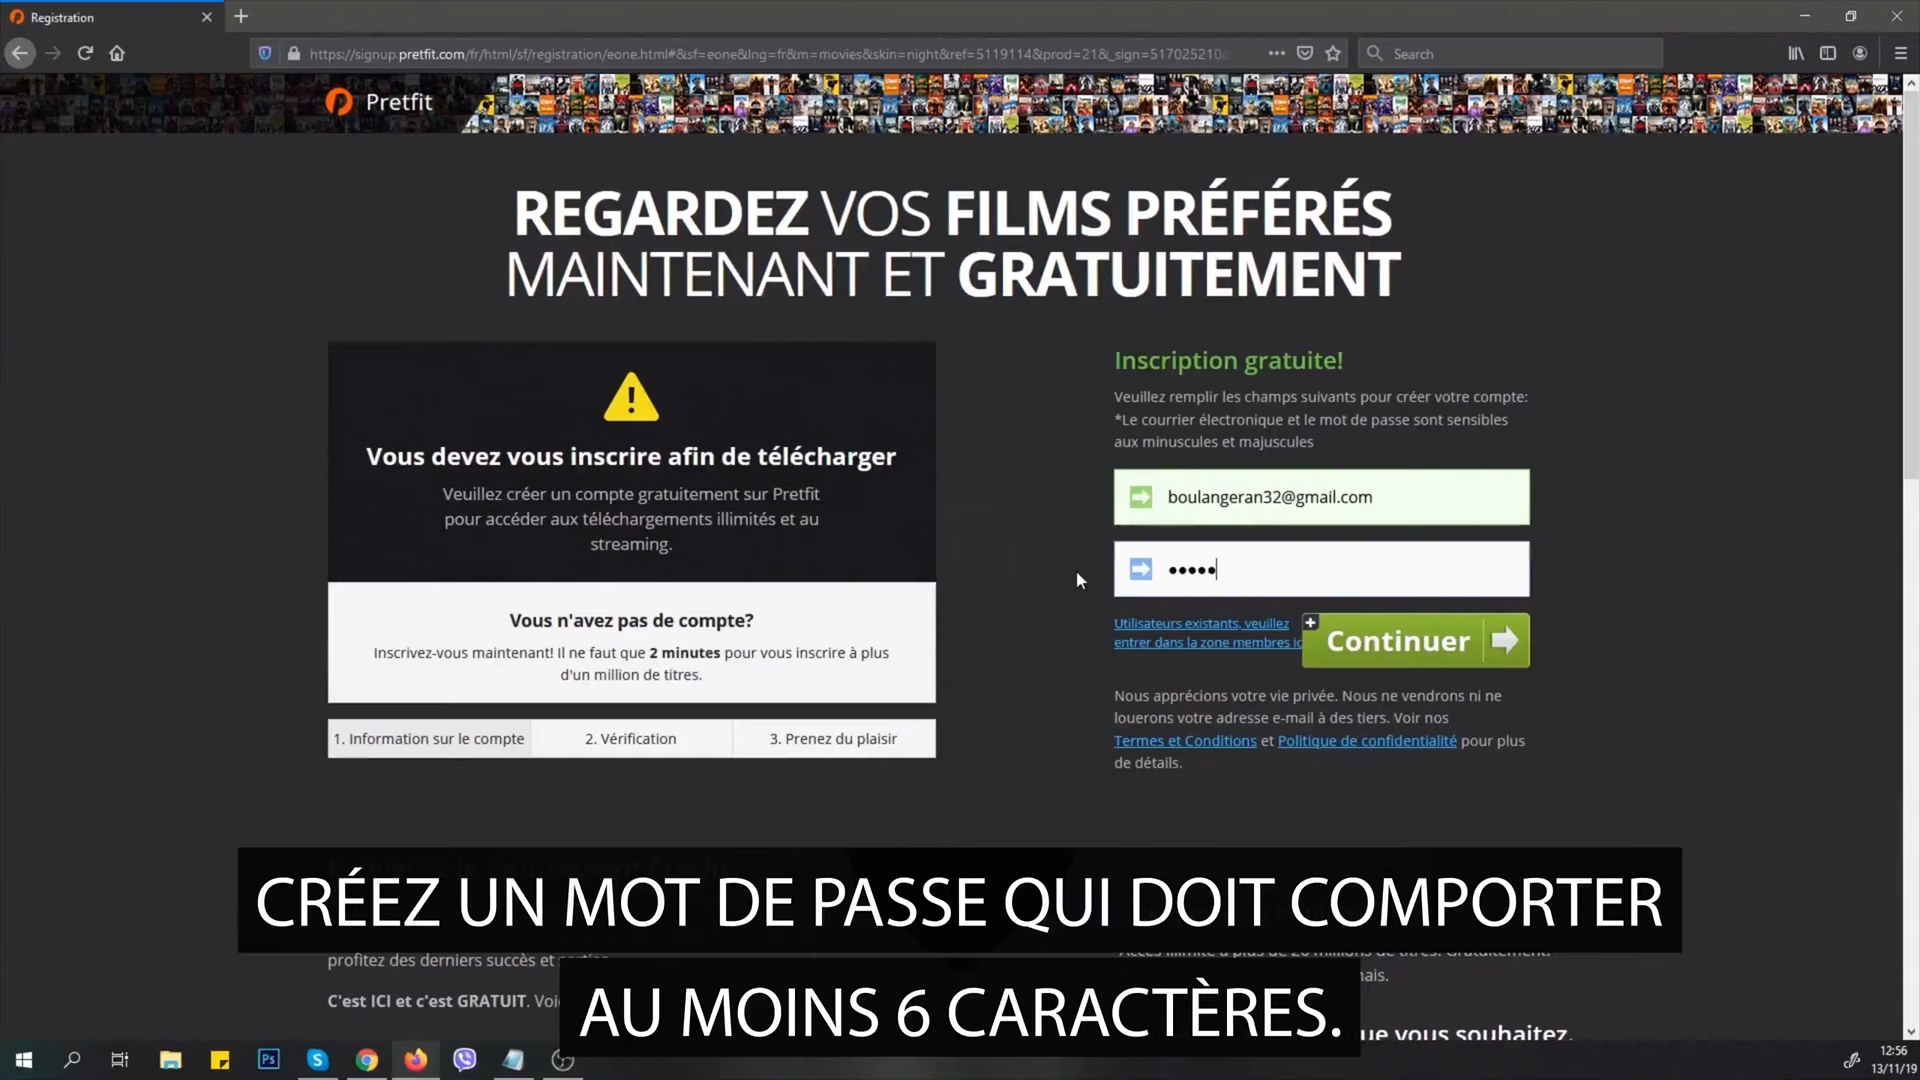 Registration
https://signup.pretfit.com/fr/html/sf/registration/eone.html#&sf=eone&lng=fr&m=movies&skin=night&ref=5119114&prod=21&_sign=517025210c
Search
Pretfit
REGARDEZ VOS FILMS PRÉFÉRÉS
MAINTENANT ET GRATUITEMENT
Vous devez vous inscrire afin de télécharger
Veuillez créer un compte gratuitement sur Pretfit
pour accéder aux téléchargements illimités et au
streaming.
Vous n'avez pas de compte?
Inscrivez-vous maintenant! Il ne faut que 2 minutes pour vous inscrire à plus
d'un million de titres.
1. Information sur le compte
2. Vérification
3. Prenez du plaisir
Inscription gratuite!
Veuillez remplir les champs suivants pour créer votre compte:
*Le courrier électronique et le mot de passe sont sensibles
aux minuscules et majuscules
boulangeran32@gmail.com
•••••
Utilisateurs existants, veuillez
entrer dans la zone membres ic
Continuer
Nous apprécions votre vie privée. Nous ne vendrons ni ne
louerons votre adresse e-mail à des tiers. Voir nos
Termes et Conditions et Politique de confidentialité pour plus
de détails.
CRÉEZ UN MOT DE PASSE QUI DOIT COMPORTER
AU MOINS 6 CARACTÈRES.
profitez des derniers succès et
C'est ICI et c'est GRATUIT.
que vous souhaitez.
12:56
13/11/19